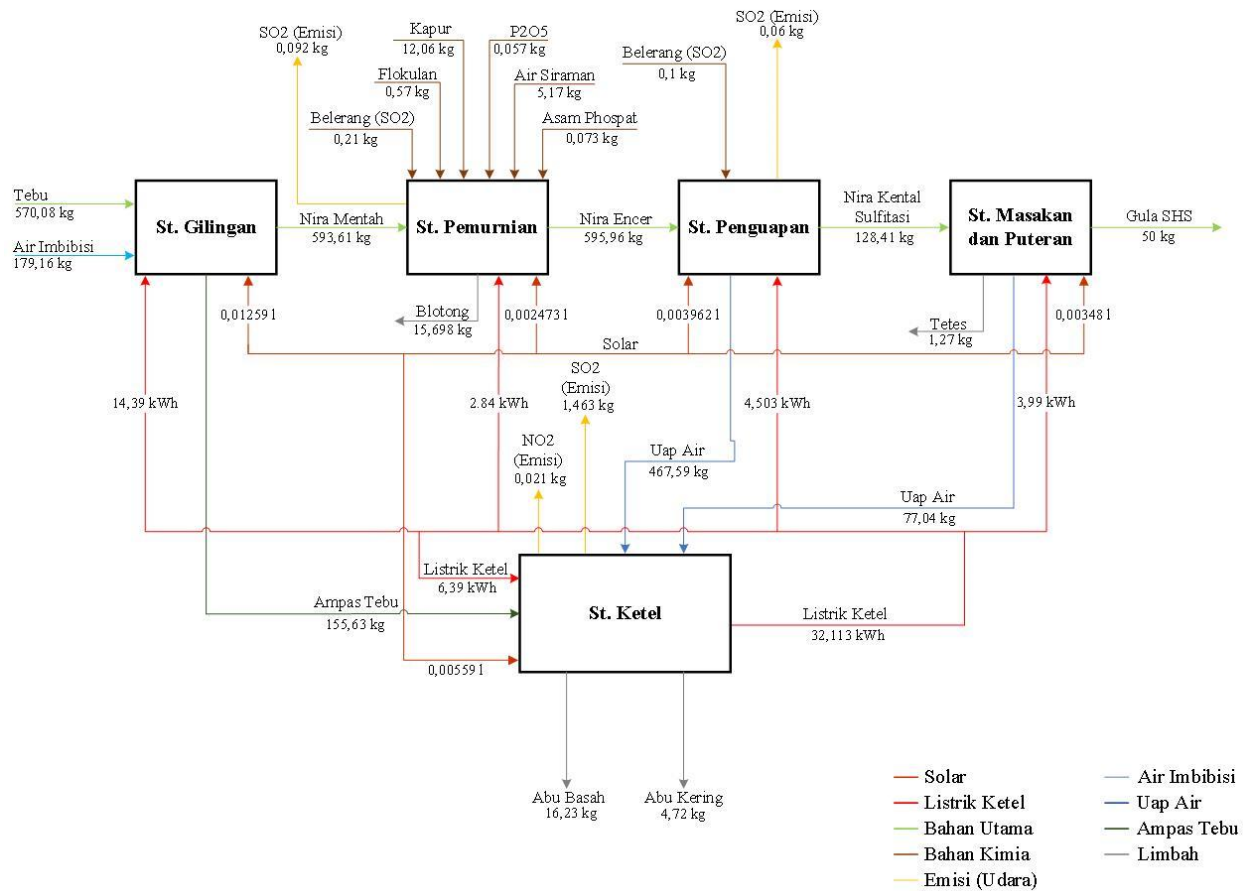 SO2 (Emisi)
0,092 kg
Kapur
12,06 kg
P2O5
0,057 kg
SO2 (Emisi)
0,06 kg
Flokulan
0,57 kg
Air Siraman
5,17 kg
Belerang (SO2)
0,1 kg
Belerang (SO2)
0,21 kg
Asam Phospat
0,073 kg
Tebu
570,08 kg
Air Imbibisi
179,16 kg
St. Gilingan
Nira Mentah
593,61 kg
St. Pemurnian
Nira Encer
595,96 kg
St. Penguapan
Nira Kental
Sulfitasi
128,41 kg
St. Masakan
dan Puteran
Gula SHS
50 kg
0,012591
Blotong
15,698 kg
0,0024731
0,0039621
Tetes
1,27 kg
0,003481
Solar
14,39 kWh
2.84 kWh
SO2
(Emisi)
1,463 kg
4,503 kWh
3,99 kWh
NO2
(Emisi)
0,021 kg
Uap Air
467,59 kg
Uap Air
77,04 kg
Listrik Ketel
6,39 kWh
Ampas Tebu
155,63 kg
St. Ketel
Listrik Ketel
32,113 kWh
0,005591
Abu Basah
16,23 kg
Abu Kering
4,72 kg
Solar
Listrik Ketel
Bahan Utama
Bahan Kimia
Emisi (Udara)
Air Imbibisi
Uap Air
Ampas Tebu
Limbah